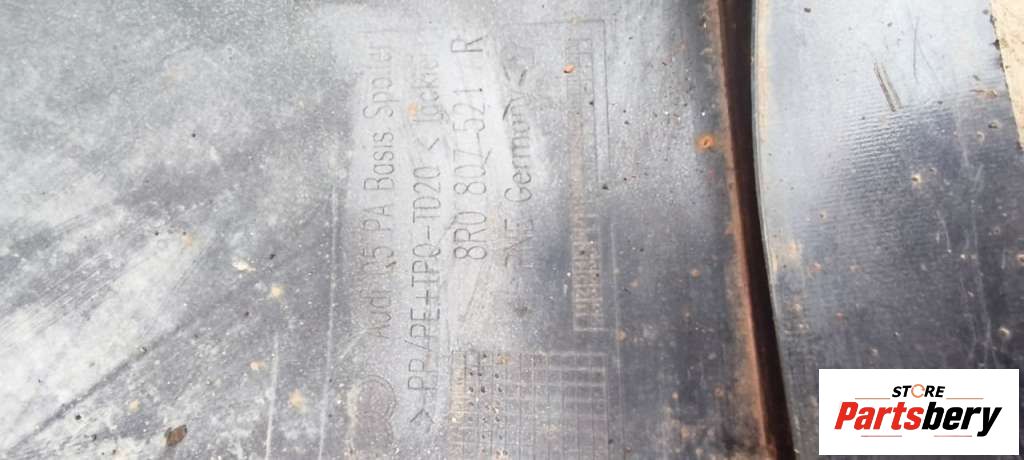 Audi Q5 PA Basis Spoiler
>PP/PE+TPO-TD20<
8R0 807 521 R
Germany
STORE
Partsbery